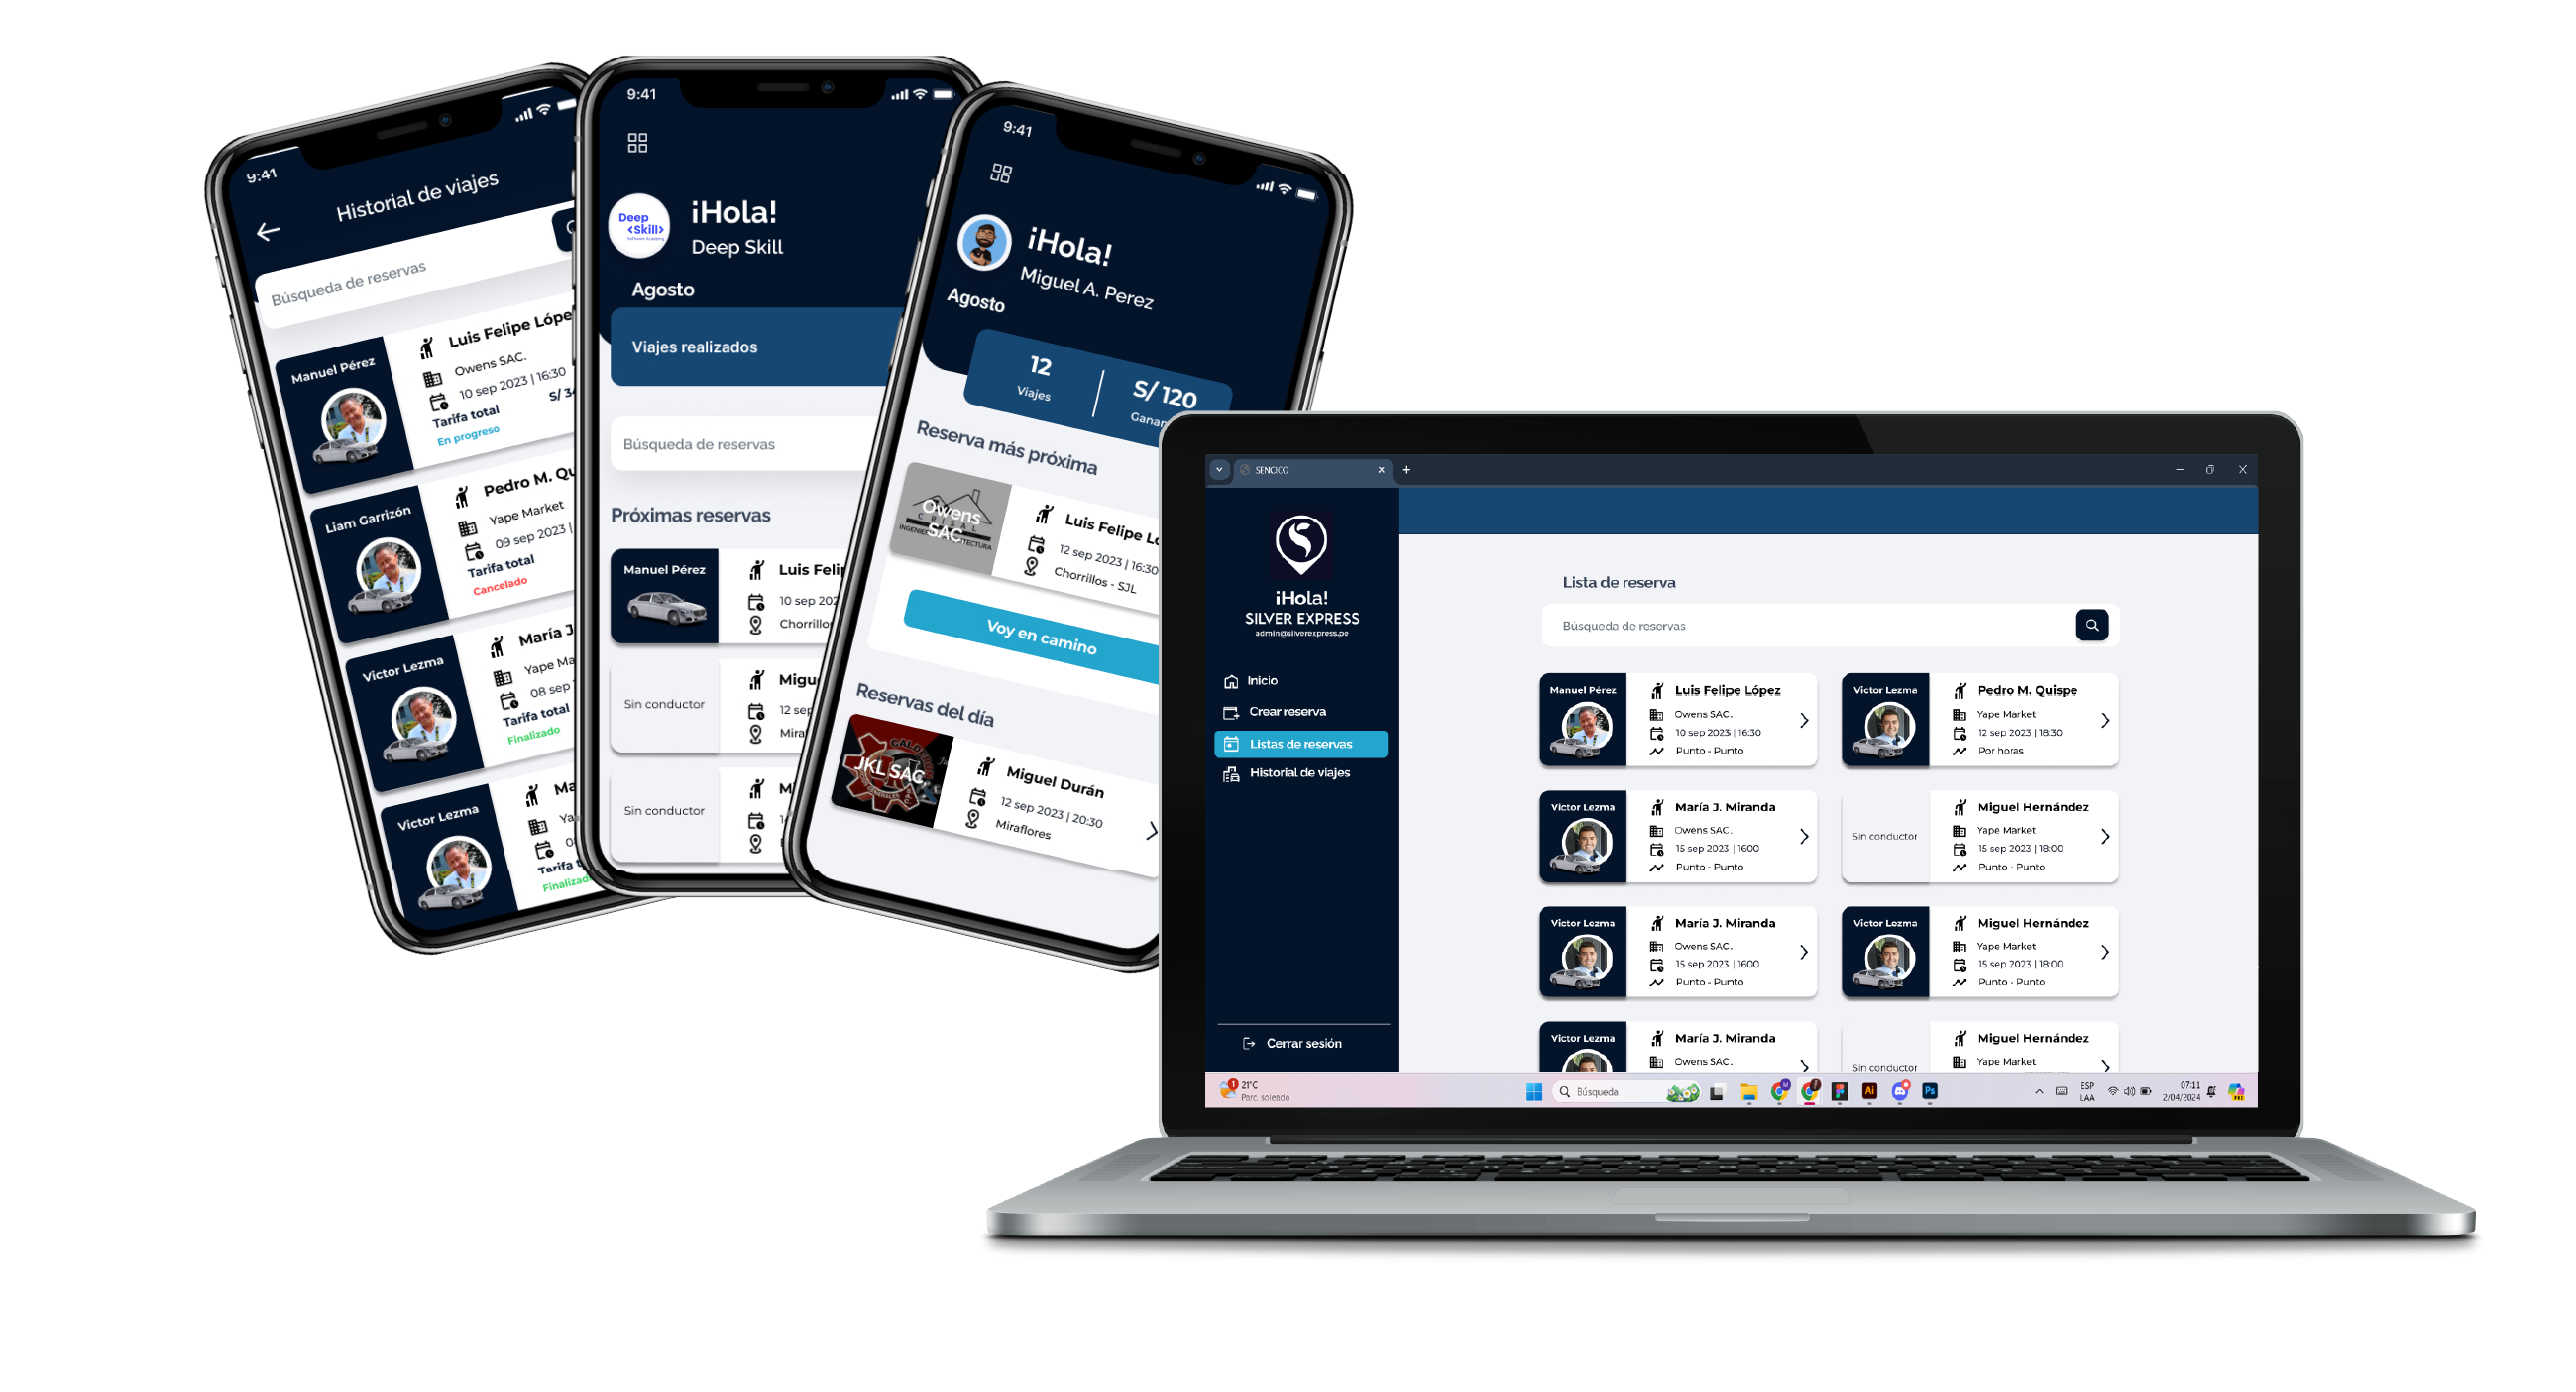 9:41
Historial de viajes
Búsqueda de reservas
Manuel Pérez
Luis Felipe Lópe
Owens SAC.
10 sep 2023 | 16:30
Tarifa total
S/ 3
En progreso
Liam Garrizón
Pedro M. Qu
Yape Market
09 sep 2023 |
Tarifa total
Cancelado
Victor Lezma
María J
Yape Ma
08 sep
Tarifa total
Finalizado
Victor Lezma
Ma
Ya
0
Tarifa t
Finalizad
9:41
Deep
<Skill>
Software Academy
¡Hola!
Deep Skill
Agosto
Viajes realizados
Búsqueda de reservas
Próximas reservas
Manuel Pérez
Luis Felip
10 sep 202
Chorrillos
Sin conductor
Migu
12 sep
Mira
Sin conductor
M
1
9:41
¡Hola!
Miguel A. Perez
Agosto
12
Viajes
S/ 120
Ganan
Reserva más próxima
Owens
SAC.
CRISAL
Luis Felipe Lo
12 sep 2023 | 16:30
Chorrillos - SJL
Voy en camino
Reservas del día
JKL SAC.
Miguel Durán
12 sep 2023 | 20:30
Miraflores
SENCICO
¡Hola!
SILVER EXPRESS
admin@silverexpress.pe
Inicio
Crear reserva
Listas de reservas
Historial de viajes
Cerrar sesión
Lista de reserva
Búsqueda de reservas
Manuel Pérez
Luis Felipe López
Owens SAC.
10 sep 2023 | 16:30
Punto - Punto
Victor Lezma
Pedro M. Quispe
Yape Market
12 sep 2023 | 18:30
Por horas
Victor Lezma
María J. Miranda
Owens SAC.
15 sep 2023 | 1600
Punto - Punto
Sin conductor
Miguel Hernández
Yape Market
15 sep 2023 | 18:00
Punto - Punto
Victor Lezma
María J. Miranda
Owens SAC.
15 sep 2023 | 1600
Punto - Punto
Victor Lezma
Miguel Hernández
Yape Market
15 sep 2023 | 18:00
Punto - Punto
Victor Lezma
María J. Miranda
Owens SAC.
Sin conductor
Miguel Hernández
Yape Market
1
21°C
Parc. soleado
Búsqueda
Ai
Ps
ESP
LAA
07:11
2/04/2024